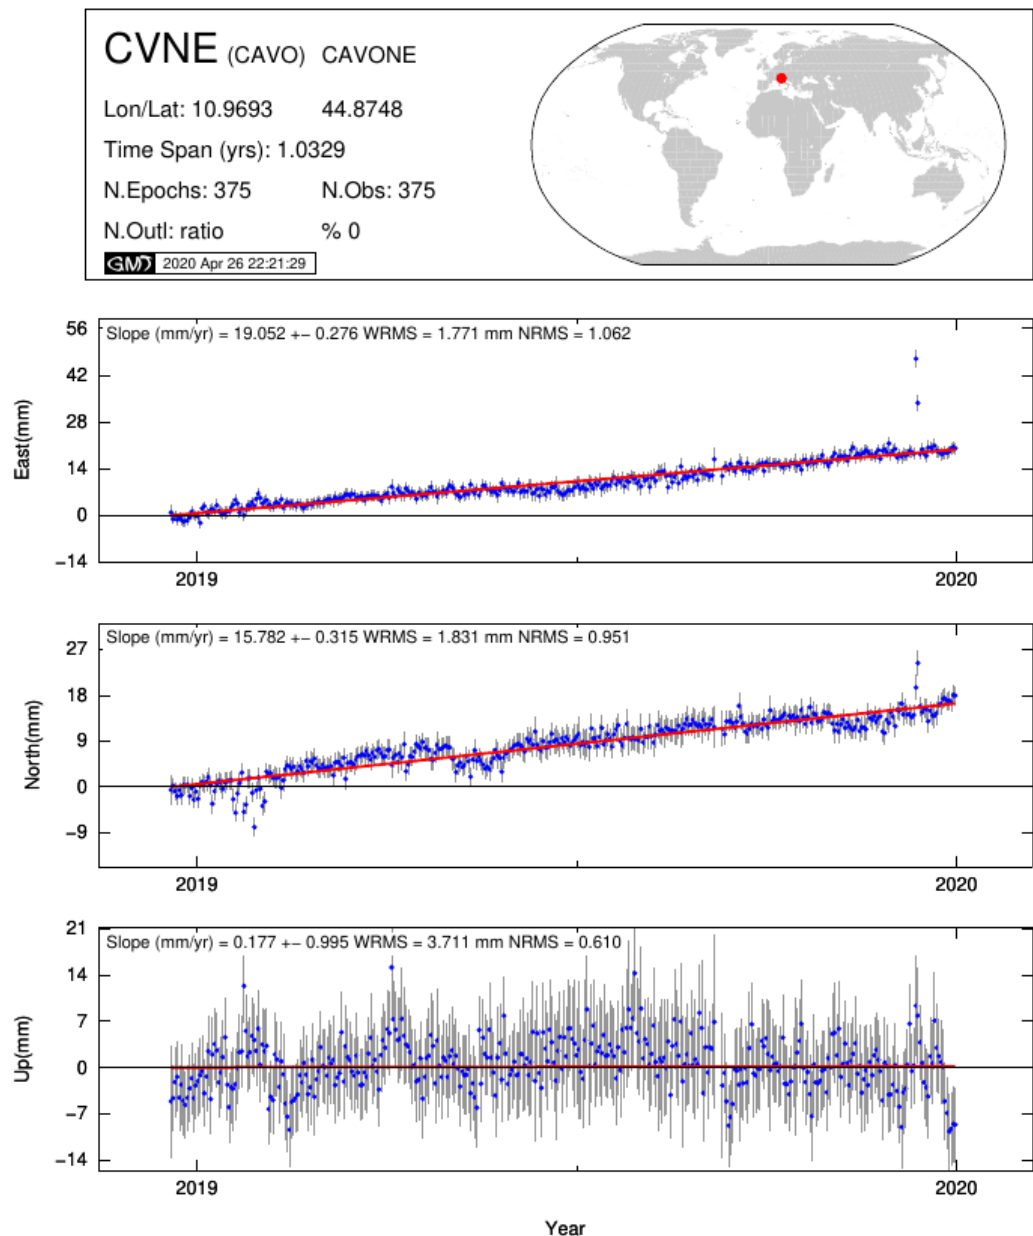 CVNE (CAVO) CAVONE
Lon/Lat: 10.9693 44.8748
Time Span (yrs): 1.0329
N.Epochs: 375 N.Obs: 375
N.Outl: ratio % 0
GMT 2020 Apr 26 22:21:29
Slope (mm/yr) = 19.052 +− 0.276 WRMS = 1.771 mm NRMS = 1.062
56
42
28
14
0
−14
East(mm)
2019 2020
Slope (mm/yr) = 15.782 +− 0.315 WRMS = 1.831 mm NRMS = 0.951
27
18
9
0
−9
North(mm)
2019 2020
Slope (mm/yr) = 0.177 +− 0.995 WRMS = 3.711 mm NRMS = 0.610
21
14
7
0
−7
−14
Up(mm)
2019 2020
Year